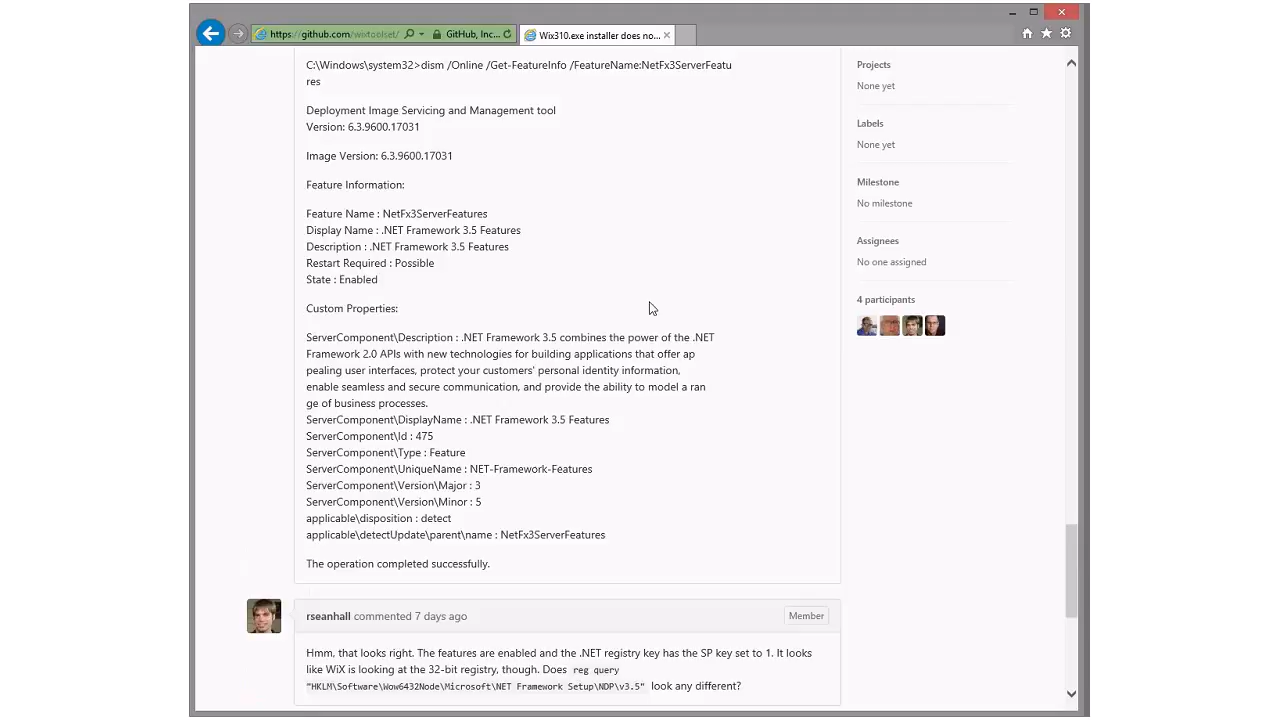 https://github.com/wixtoolset/
GitHub, Inc...
Wix310.exe installer does no...
C:\Windows\system32>dism /Online /Get-FeatureInfo /FeatureName:NetFx3ServerFeatu
res
Projects
None yet
Deployment Image Servicing and Management tool
Version: 6.3.9600.17031
Labels
None yet
Image Version: 6.3.9600.17031
Feature Information:
Milestone
No milestone
Feature Name : NetFx3ServerFeatures
Display Name : .NET Framework 3.5 Features
Description : .NET Framework 3.5 Features
Restart Required : Possible
State : Enabled
Assignees
No one assigned
Custom Properties:
4 participants
ServerComponent\Description : .NET Framework 3.5 combines the power of the .NET
Framework 2.0 APIs with new technologies for building applications that offer ap
pealing user interfaces, protect your customers' personal identity information,
enable seamless and secure communication, and provide the ability to model a ran
ge of business processes.
ServerComponent\DisplayName : .NET Framework 3.5 Features
ServerComponent\Id : 475
ServerComponent\Type : Feature
ServerComponent\UniqueName : NET-Framework-Features
ServerComponent\Version\Major : 3
ServerComponent\Version\Minor : 5
applicable\disposition : detect
applicable\detectUpdate\parent\name : NetFx3ServerFeatures
The operation completed successfully.
rseanhall commented 7 days ago
Member
Hmm, that looks right. The features are enabled and the .NET registry key has the SP key set to 1. It looks
like WiX is looking at the 32-bit registry, though. Does reg query
"HKLM\Software\Wow6432Node\Microsoft\NET Framework Setup\NDP\v3.5" look any different?